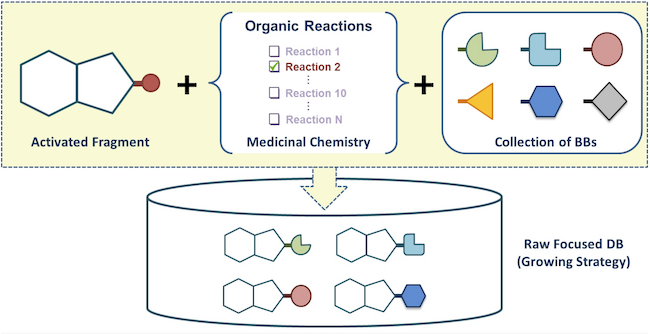 Organic Reactions
Reaction 1
Reaction 2
Reaction 10
Reaction N
Activated Fragment
Medicinal Chemistry
Collection of BBs
Raw Focused DB
(Growing Strategy)